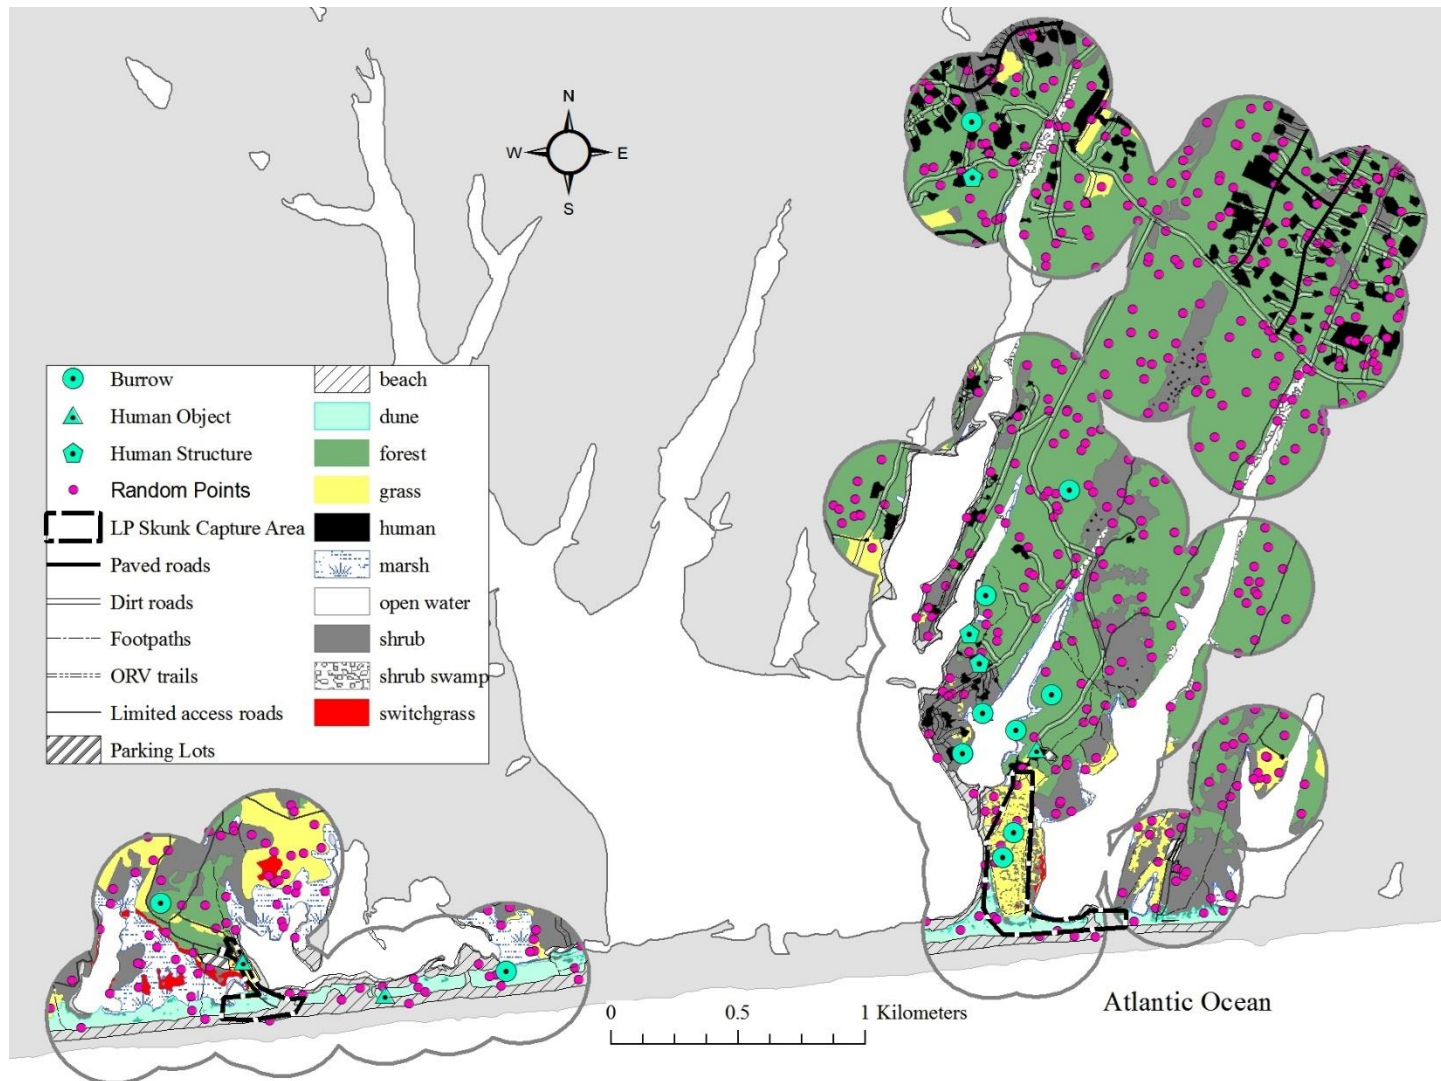 N
W E
S
Burrow
Human Object
Human Structure
Random Points
LP Skunk Capture Area
Paved roads
Dirt roads
Footpaths
ORV trails
Limited access roads
Parking Lots
beach
dune
forest
grass
human
marsh
open water
shrub
shrub swamp
switchgrass
0 0.5 1 Kilometers
Atlantic Ocean